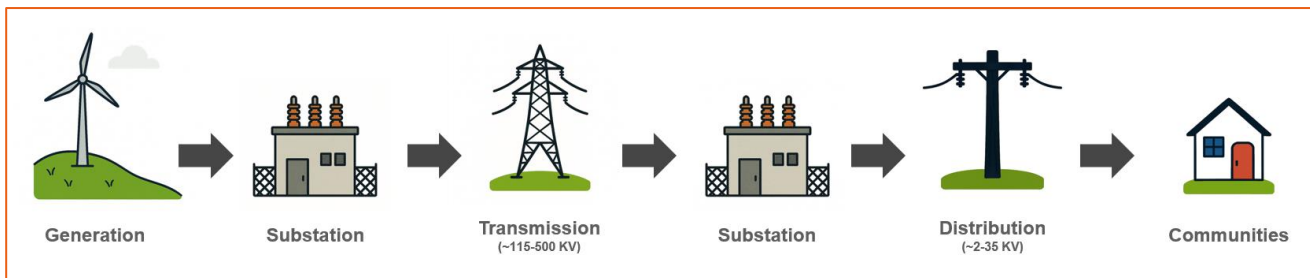 Generation
Substation
Transmission
(~115-500 KV)
Substation
Distribution
(~2-35 KV)
Communities